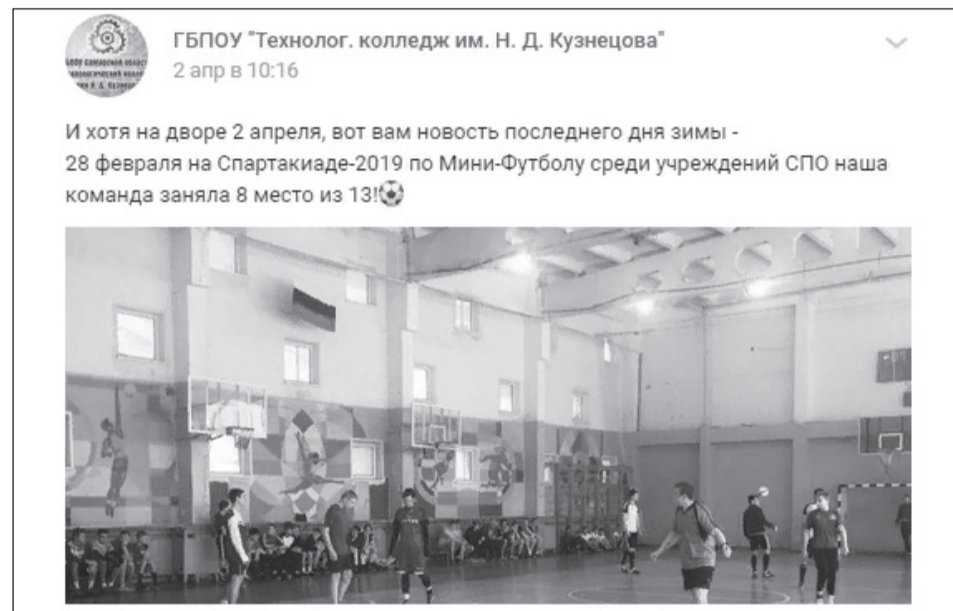 ГБПОУ "Технолог. колледж им. Н. Д. Кузнецова"
2 апр в 10:16
И хотя на дворе 2 апреля, вот вам новость последнего дня зимы -
28 февраля на Спартакиаде-2019 по Мини-Футболу среди учреждений СПО наша
команда заняла 8 место из 13!